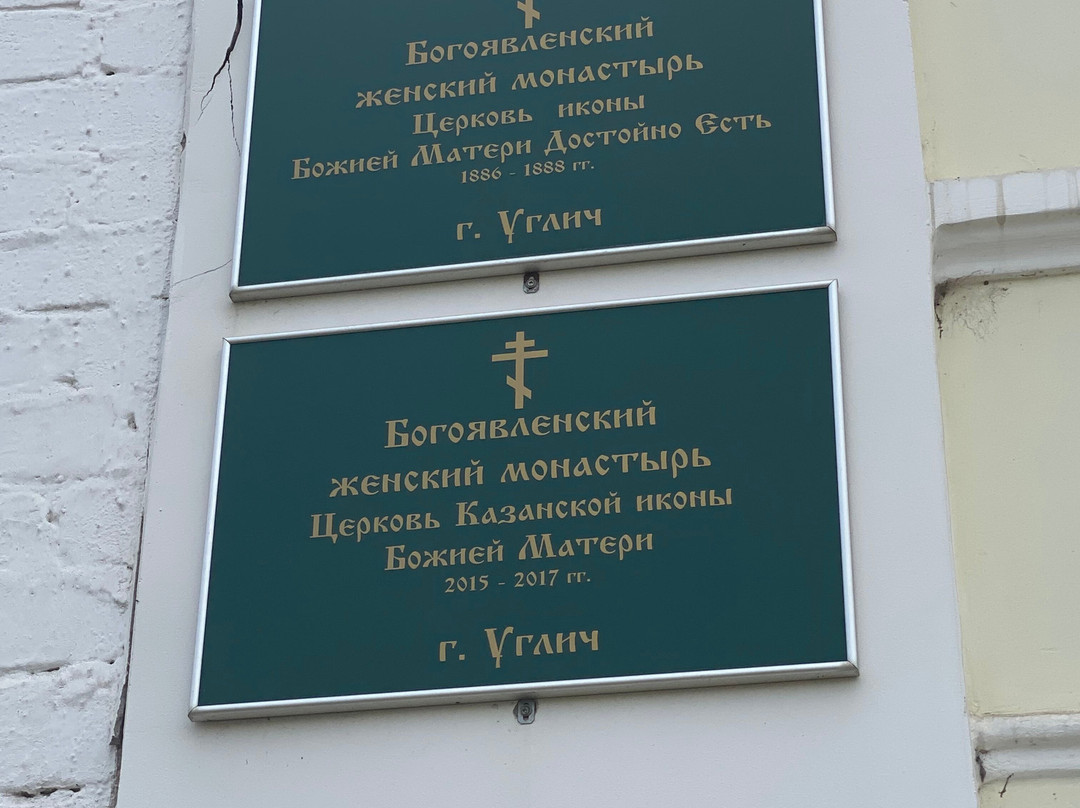 Богоявленский
женский монастырь
Церковь иконы
Божией Матери Достойно Есть
1886 - 1888 гг.
г. Углич
Богоявленский
женский монастырь
Церковь Казанской иконы
Божией Матери
2015 - 2017 гг.
г. Углич